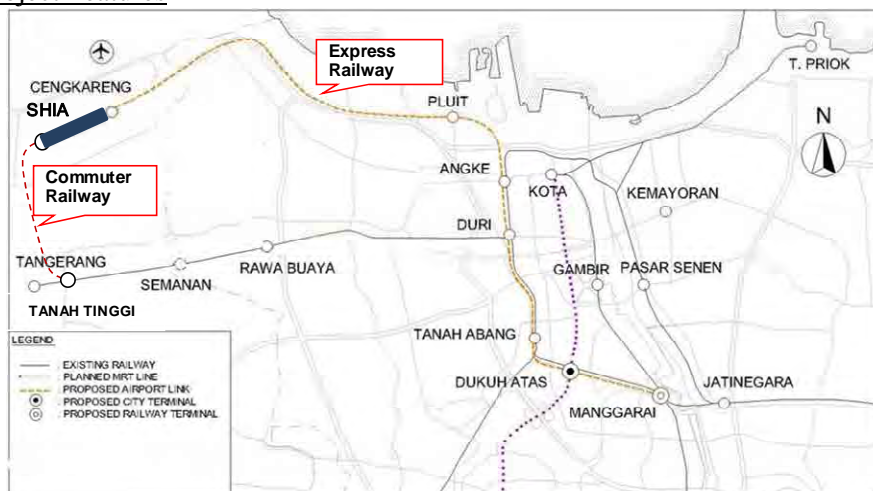 Express
Railway
T. PRIOK
CENGKARENG
SHIA
PLUIT
N
ANGKE
KOTA
KEMAYORAN
Commuter
Railway
DURI
TANGERANG
SEMANAN
RAWA BUAYA
GAMBIR
PASAR SENEN
TANAH TINGGI
TANAH ABANG
DUKUH ATAS
MANGGARAI
JATINEGARA
LEGEND
EXISTING RAILWAY
PLANNED MRT LINE
PROPOSED AIRPORT LINK
PROPOSED CITY TERMINAL
PROPOSED RAILWAY TERMINAL